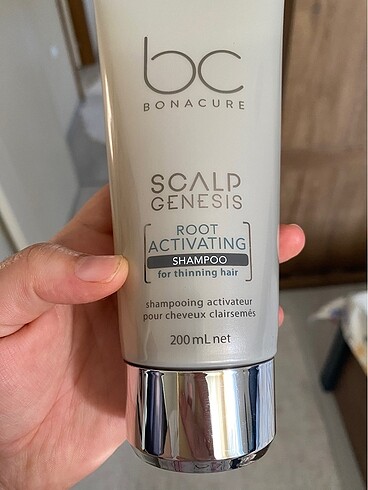 bc
BONACURE
SCALP
GENESIS
ROOT
ACTIVATING
SHAMPOO
for thinning hair
shampooing activateur
pour cheveux clairsemés
200 mL net